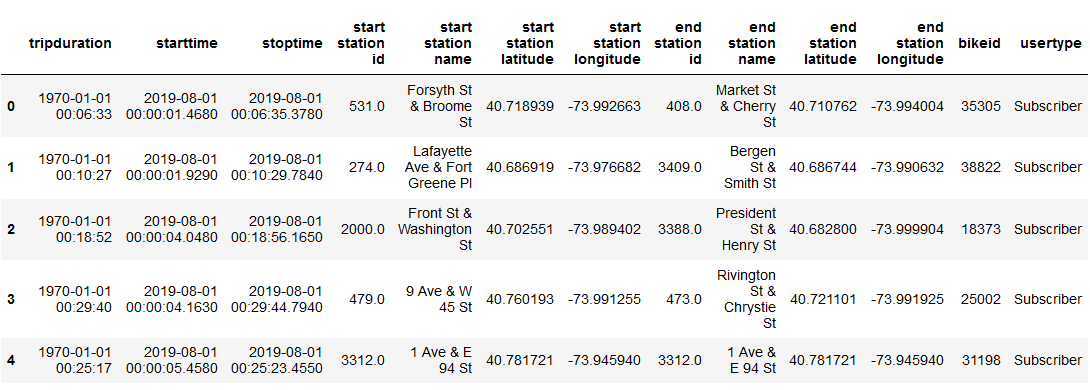 tripduration starttime stoptime start station id start station name start station latitude start station longitude end station id end station name end station latitude end station longitude bikeid usertype
0 1970-01-01 00:06:33 2019-08-01 00:00:01.4680 2019-08-01 00:06:35.3780 531.0 Forsyth St & Broome St 40.718939 -73.992663 408.0 Market St & Cherry St 40.710762 -73.994004 35305 Subscriber
1 1970-01-01 00:10:27 2019-08-01 00:00:01.9290 2019-08-01 00:10:29.7840 274.0 Lafayette Ave & Fort Greene Pl 40.686919 -73.976682 3409.0 Bergen St & Smith St 40.686744 -73.990632 38822 Subscriber
2 1970-01-01 00:18:52 2019-08-01 00:00:04.0480 2019-08-01 00:18:56.1650 2000.0 Front St & Washington St 40.702551 -73.989402 3388.0 President St & Henry St 40.682800 -73.999904 18373 Subscriber
3 1970-01-01 00:29:40 2019-08-01 00:00:04.1630 2019-08-01 00:29:44.7940 479.0 9 Ave & W 45 St 40.760193 -73.991255 473.0 Rivington St & Chrystie St 40.721101 -73.991925 25002 Subscriber
4 1970-01-01 00:25:17 2019-08-01 00:00:05.4580 2019-08-01 00:25:23.4550 3312.0 1 Ave & E 94 St 40.781721 -73.945940 3312.0 1 Ave & E 94 St 40.781721 -73.945940 31198 Subscriber